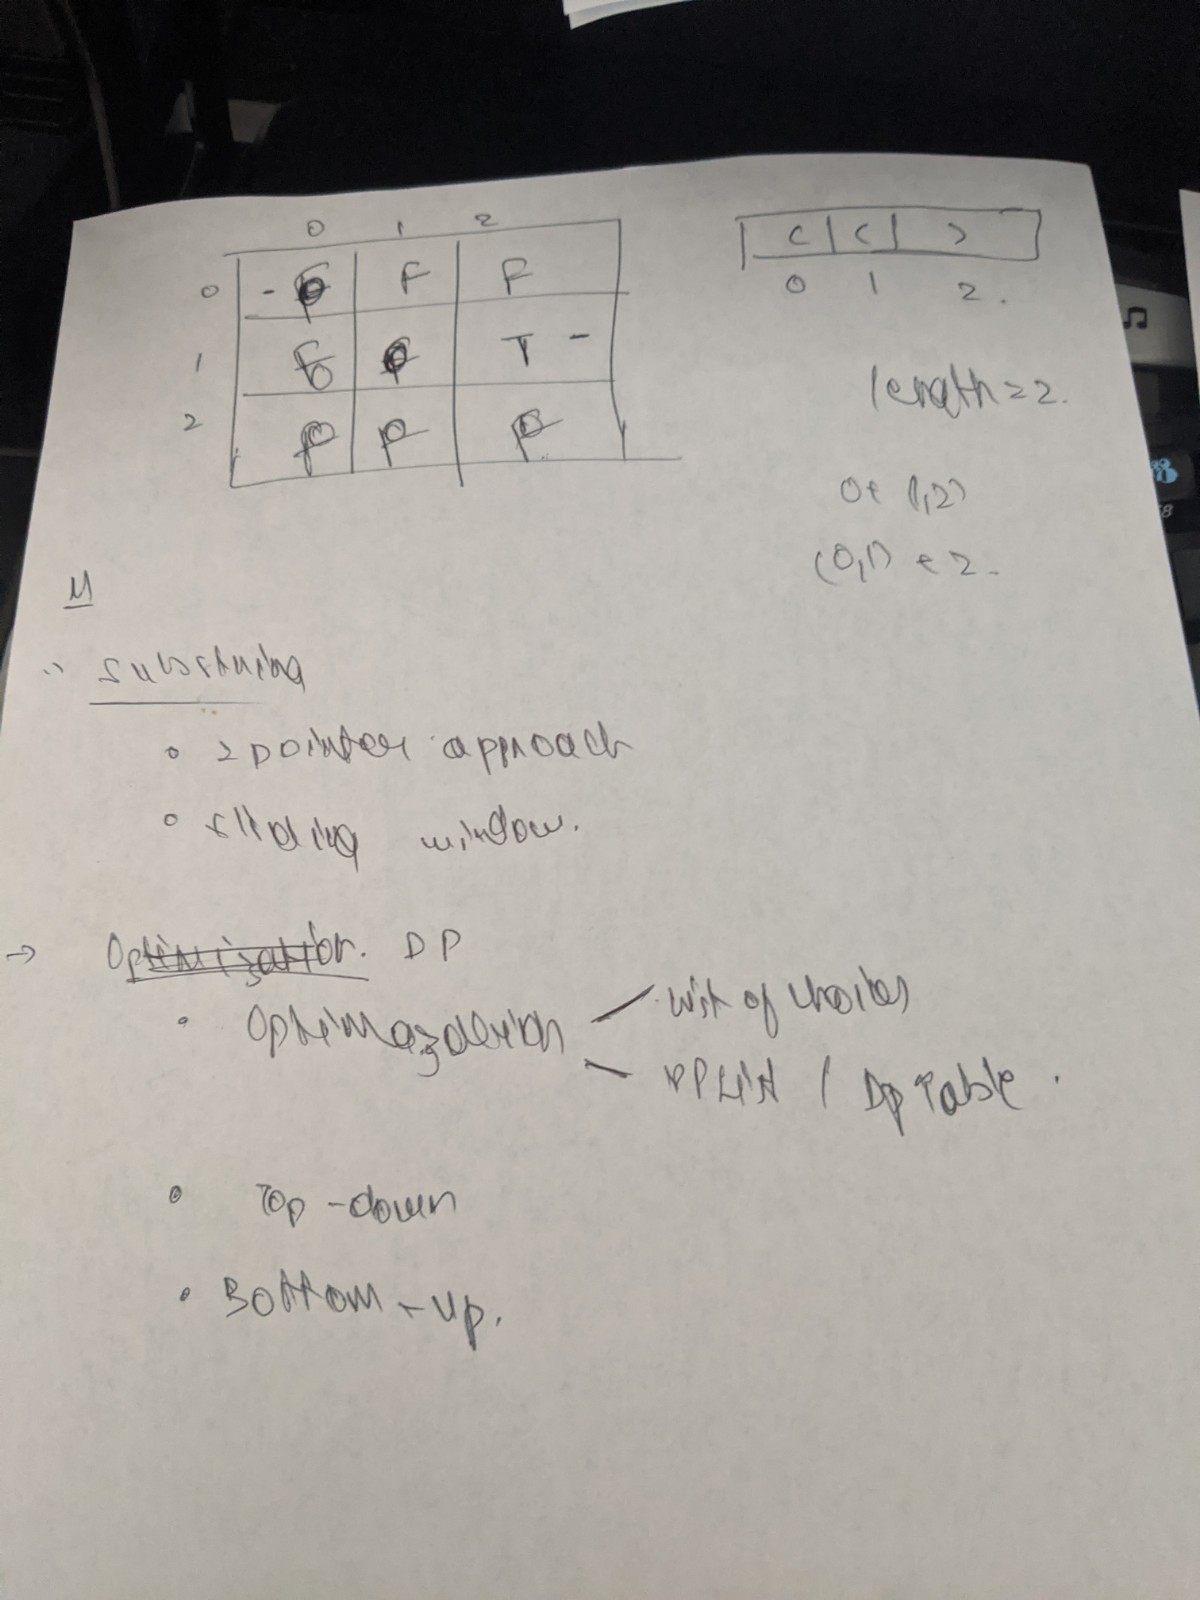 0 1 2
0 - F F F
1 F F T -
2 F F F
( | ( | )
0 1 2.
length = 2.
0 + (1,2)
(0,1) + 2.
substring
2 pointer approach
sliding window.
→ Optimization. DP
Optimazation
list of choices
DP List / Dp Table.
Top-down
Bottom-up.